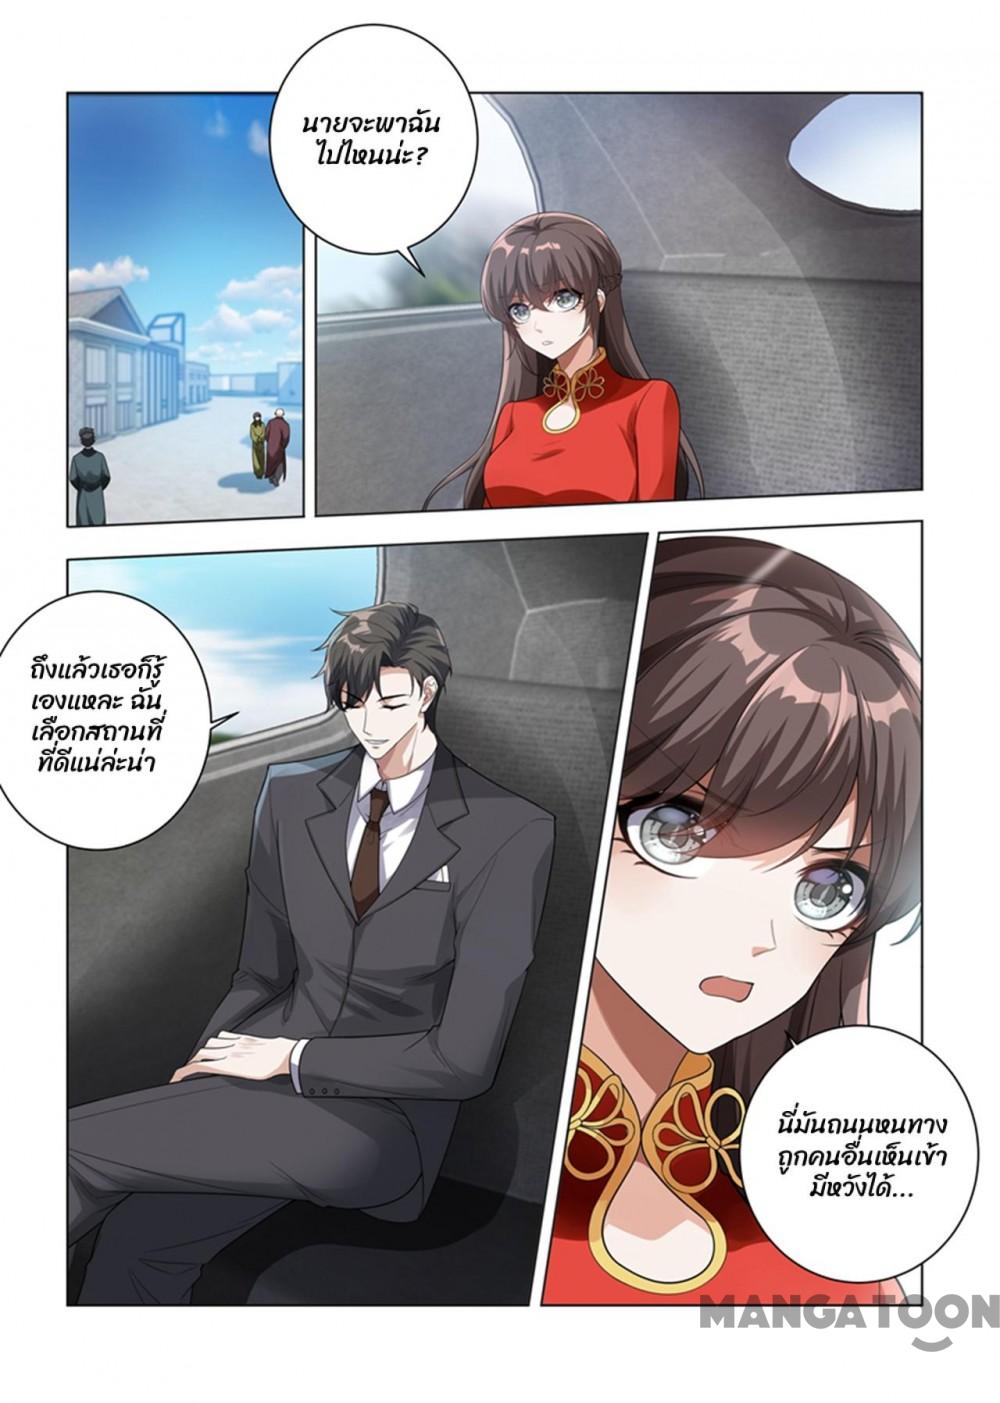 นายจะพาฉัน
ไปไหนน่ะ?
ถึงแล้วเธอก็รู้
เองแหละ ฉัน
เลือกสถานที่
ที่ดีแน่ล่ะน่า
นี่มันถนนหนทาง
ถูกคนอื่นเห็นเข้า
มีหวังได้...
MANGATOON